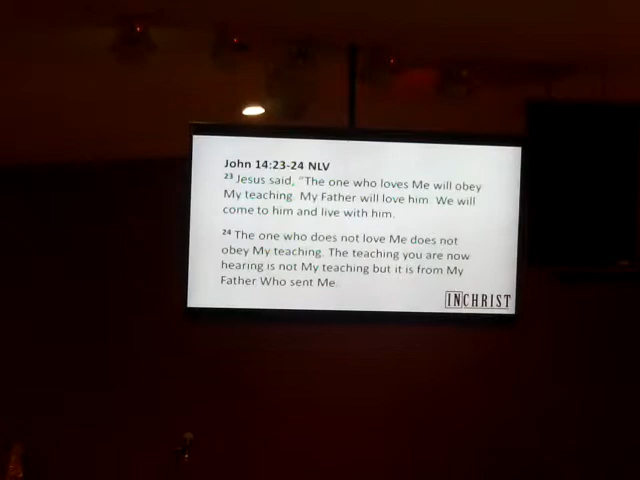 John 14:23-24 NLV
23 Jesus said, "The one who loves Me will obey
My teaching. My Father will love him. We will
come to him and live with him.
24 The one who does not love Me does not
obey My teaching. The teaching you are now
hearing is not My teaching but it is from My
Father Who sent Me.
INCHRIST